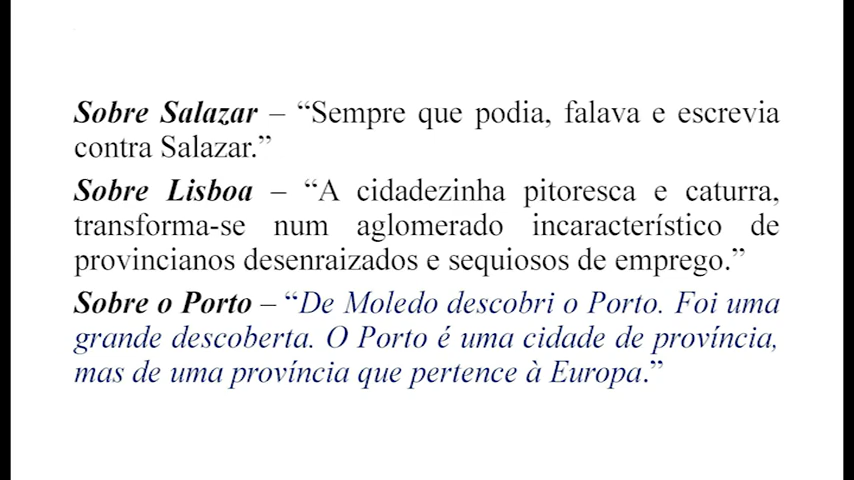 Sobre Salazar – “Sempre que podia, falava e escrevia
contra Salazar.”
Sobre Lisboa – “A cidadezinha pitoresca e caturra,
transforma-se num aglomerado incaracterístico de
provincianos desenraizados e sequiosos de emprego.”
Sobre o Porto – “De Moledo descobri o Porto. Foi uma
grande descoberta. O Porto é uma cidade de província,
mas de uma província que pertence à Europa.”